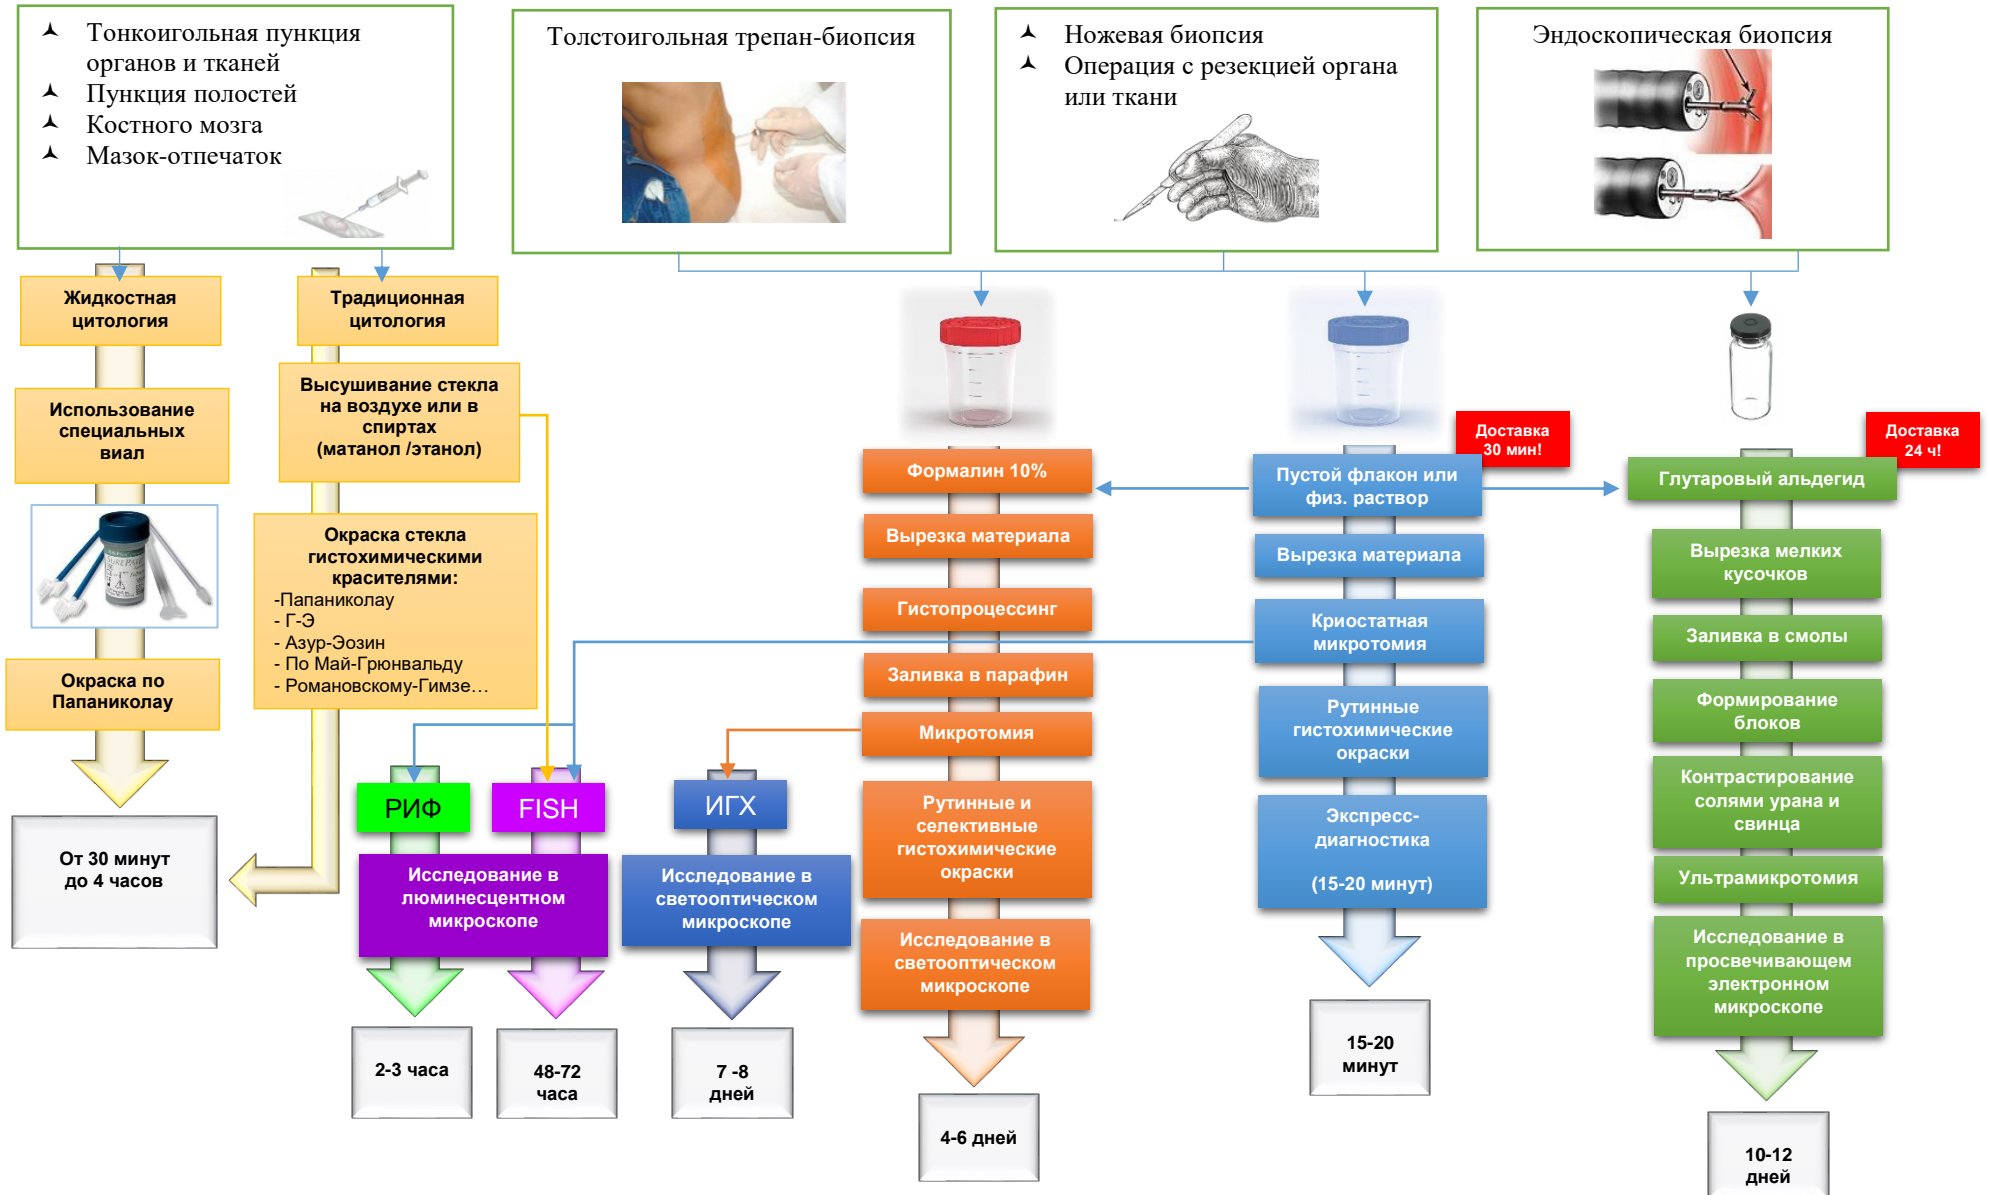 Тонкоигольная пункция
органов и тканей
Пункция полостей
Костного мозга
Мазок-отпечаток
Толстоигольная трепан-биопсия
Ножевая биопсия
Операция с резекцией органа
или ткани
Эндоскопическая биопсия
Жидкостная
цитология
Использование
специальных
виал
Окраска по
Папаниколау
От 30 минут
до 4 часов
Традиционная
цитология
Высушивание стекла
на воздухе или в
спиртах
(матанол /этанол)
Окраска стекла
гистохимическими
красителями:
-Папаниколау
- Г-Э
- Азур-Эозин
- По Май-Грюнвальду
- Романовскому-Гимзе…
РИФ
FISH
Исследование в
люминесцентном
микроскопе
2-3 часа
48-72
часа
ИГХ
Исследование в
светооптическом
микроскопе
7 -8
дней
Формалин 10%
Вырезка материала
Гистопроцессинг
Заливка в парафин
Микротомия
Рутинные и
селективные
гистохимические
окраски
Исследование в
светооптическом
микроскопе
4-6 дней
Доставка
30 мин!
Пустой флакон или
физ. раствор
Вырезка материала
Криостатная
микротомия
Рутинные
гистохимические
окраски
Экспресс-
диагностика
(15-20 минут)
15-20
минут
Доставка
24 ч!
Глутаровый альдегид
Вырезка мелких
кусочков
Заливка в смолы
Формирование
блоков
Контрастирование
солями урана и
свинца
Ультрамикротомия
Исследование в
просвечивающем
электронном
микроскопе
10-12
дней